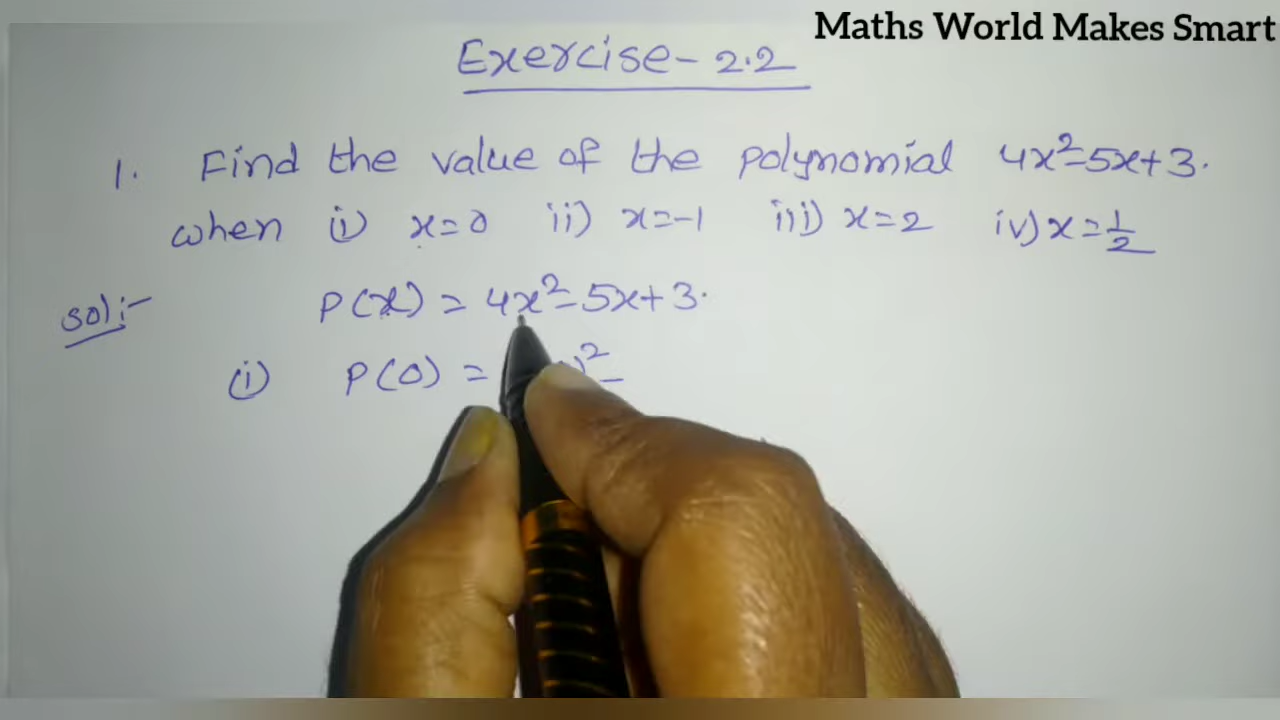 Maths World Makes Smart
Exercise - 2.2
1. Find the value of the polynomial 4x²-5x+3.
when i) x=0 ii) x=-1 iii) x=2 iv) x=1/2
sol:-
P(x) = 4x²-5x+3.
(i) P(0) = )² -